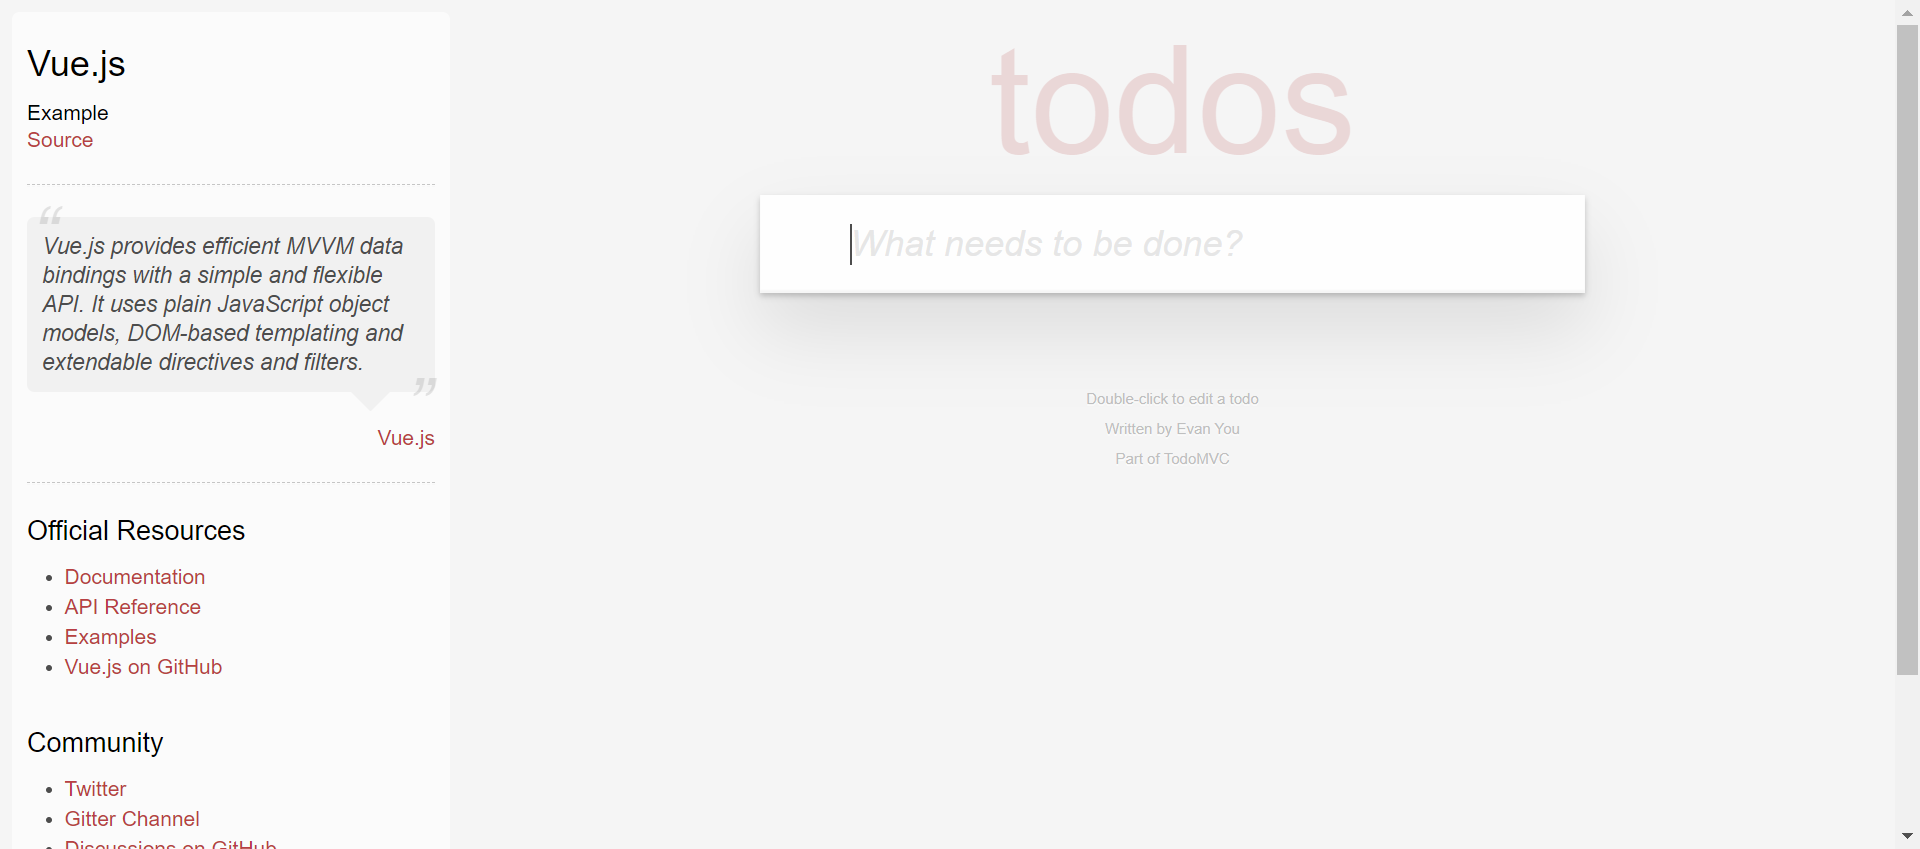 Vue.js
Example
Source
“
Vue.js provides efficient MVVM data
bindings with a simple and flexible
API. It uses plain JavaScript object
models, DOM-based templating and
extendable directives and filters.
”
Vue.js
Official Resources
• Documentation
• API Reference
• Examples
• Vue.js on GitHub
Community
• Twitter
• Gitter Channel
• Discussions on GitHub
todos
What needs to be done?
Double-click to edit a todo
Written by Evan You
Part of TodoMVC